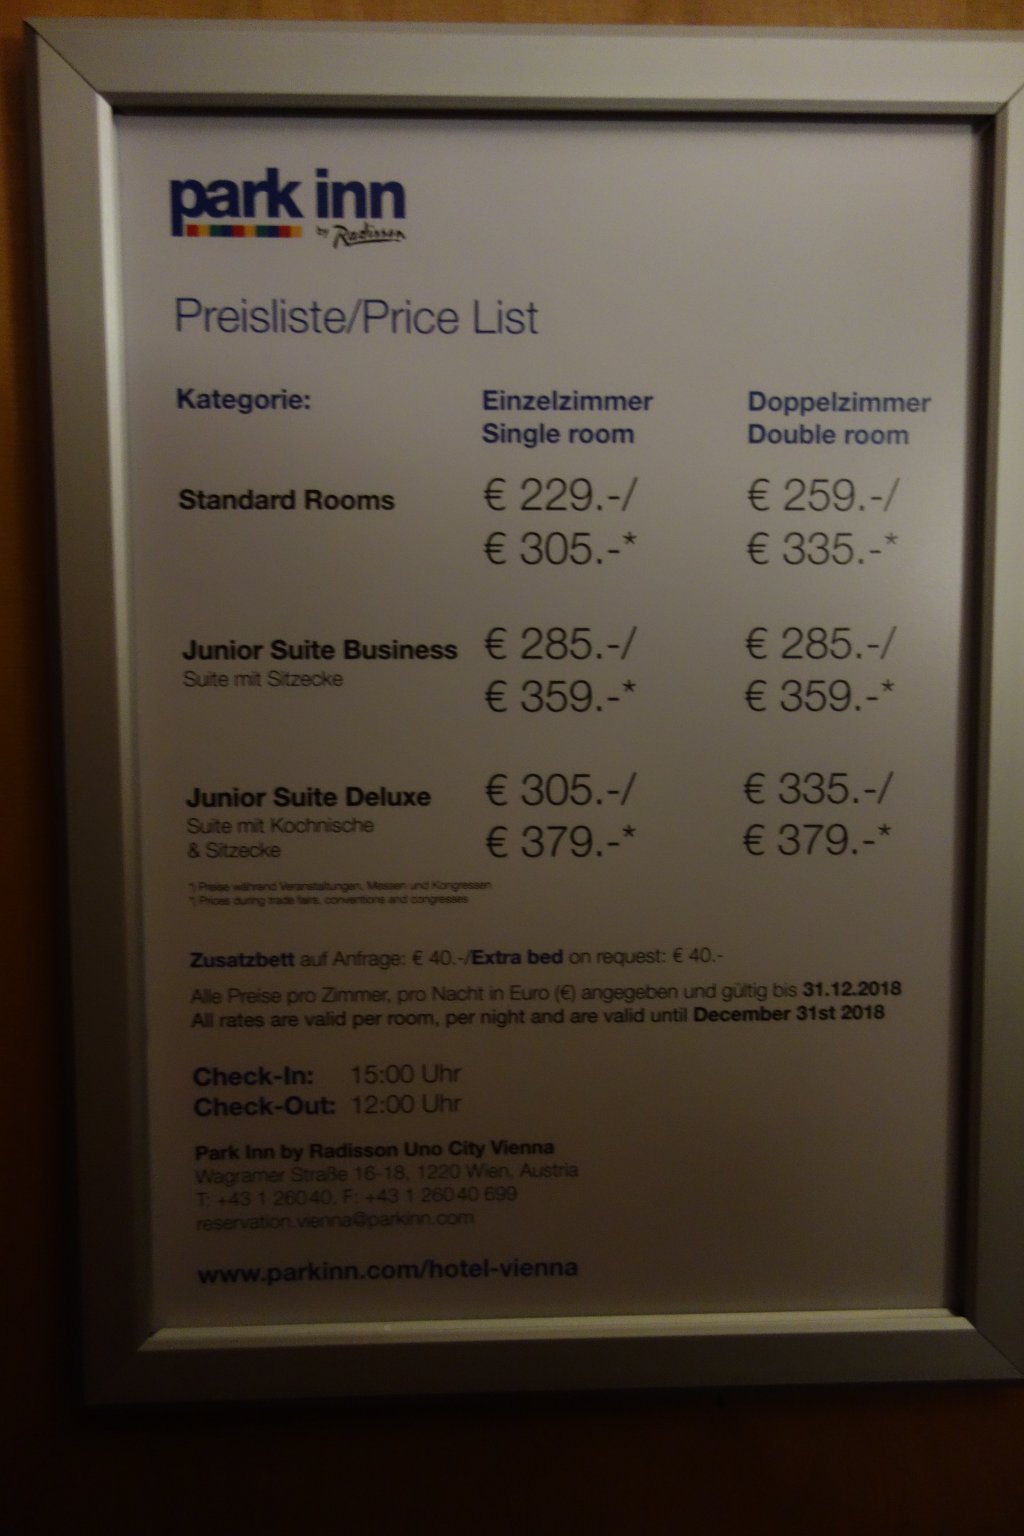 park inn
by Radisson
Preisliste/Price List
Kategorie: Einzelzimmer Doppelzimmer
Single room Double room
Standard Rooms € 229.-/ € 259.-/
€ 305.-* € 335.-*
Junior Suite Business € 285.-/ € 285.-/
Suite mit Sitzecke € 359.-* € 359.-*
Junior Suite Deluxe € 305.-/ € 335.-/
Suite mit Kochnische € 379.-* € 379.-*
& Sitzecke
*) Preise während Veranstaltungen, Messen und Kongressen
*) Prices during trade fairs, conventions and congresses
Zusatzbett auf Anfrage: € 40.-/Extra bed on request: € 40.-
Alle Preise pro Zimmer, pro Nacht in Euro (€) angegeben und gültig bis 31.12.2018
All rates are valid per room, per night and are valid until December 31st 2018
Check-In: 15:00 Uhr
Check-Out: 12:00 Uhr
Park Inn by Radisson Uno City Vienna
Wagramer Straße 16-18, 1220 Wien, Austria
T: +43 1 26040, F: +43 1 26040 699
reservation.vienna@parkinn.com
www.parkinn.com/hotel-vienna